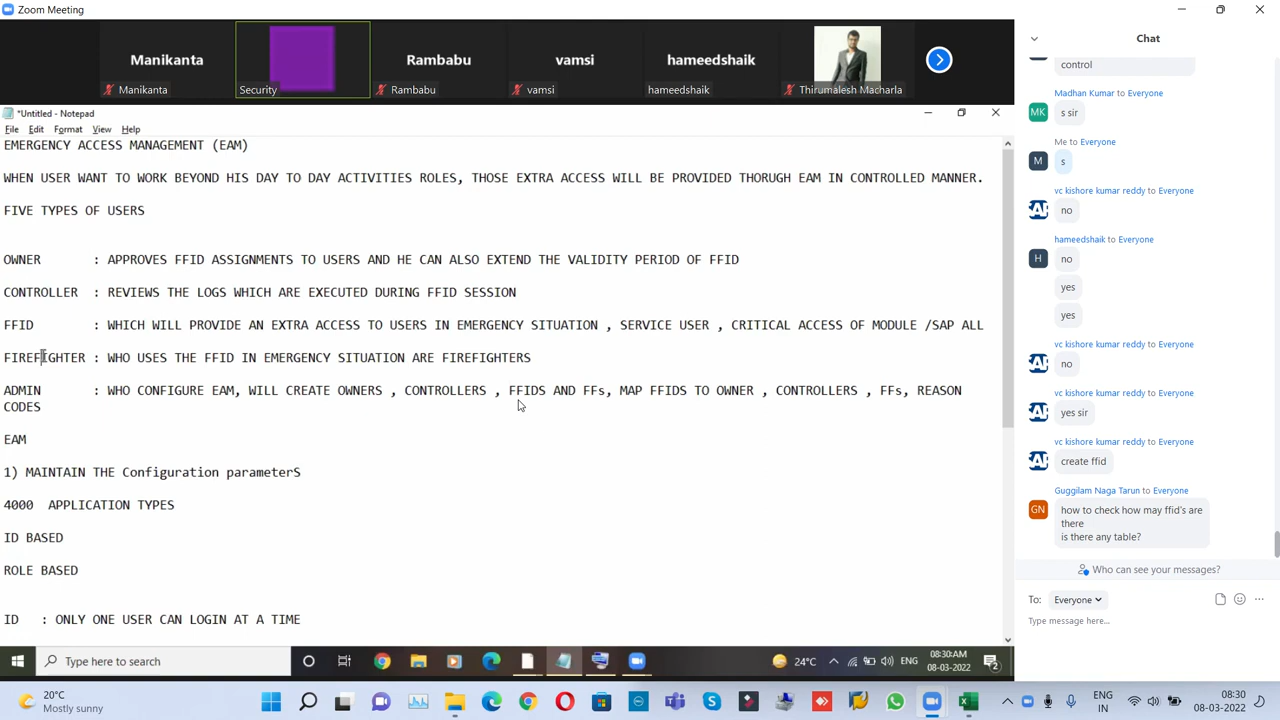 Zoom Meeting
Manikanta
Rambabu
vamsi
hameedshaik
Manikanta
Security
Rambabu
vamsi
hameedshaik
Thirumalesh Macharla
*Untitled - Notepad
File Edit Format View Help
EMERGENCY ACCESS MANAGEMENT (EAM)
WHEN USER WANT TO WORK BEYOND HIS DAY TO DAY ACTIVITIES ROLES, THOSE EXTRA ACCESS WILL BE PROVIDED THORUGH EAM IN CONTROLLED MANNER.
FIVE TYPES OF USERS
OWNER : APPROVES FFID ASSIGNMENTS TO USERS AND HE CAN ALSO EXTEND THE VALIDITY PERIOD OF FFID
CONTROLLER : REVIEWS THE LOGS WHICH ARE EXECUTED DURING FFID SESSION
FFID : WHICH WILL PROVIDE AN EXTRA ACCESS TO USERS IN EMERGENCY SITUATION , SERVICE USER , CRITICAL ACCESS OF MODULE /SAP ALL
FIREFIGHTER : WHO USES THE FFID IN EMERGENCY SITUATION ARE FIREFIGHTERS
ADMIN : WHO CONFIGURE EAM, WILL CREATE OWNERS , CONTROLLERS , FFIDS AND FFs, MAP FFIDS TO OWNER , CONTROLLERS , FFs, REASON
CODES
EAM
1) MAINTAIN THE Configuration parameterS
4000 APPLICATION TYPES
ID BASED
ROLE BASED
ID : ONLY ONE USER CAN LOGIN AT A TIME
Type here to search
24°C
ENG
08:30:AM
08-03-2022
2
Chat
control
Madhan Kumar to Everyone
MK
s sir
Me to Everyone
M
s
vc kishore kumar reddy to Everyone
no
hameedshaik to Everyone
H
no
yes
yes
vc kishore kumar reddy to Everyone
no
vc kishore kumar reddy to Everyone
yes sir
vc kishore kumar reddy to Everyone
create ffid
Guggilam Naga Tarun to Everyone
GN
how to check how may ffid's are
there
is there any table?
Who can see your messages?
To: Everyone
Type message here...
20°C
Mostly sunny
ENG
IN
08:30
08-03-2022